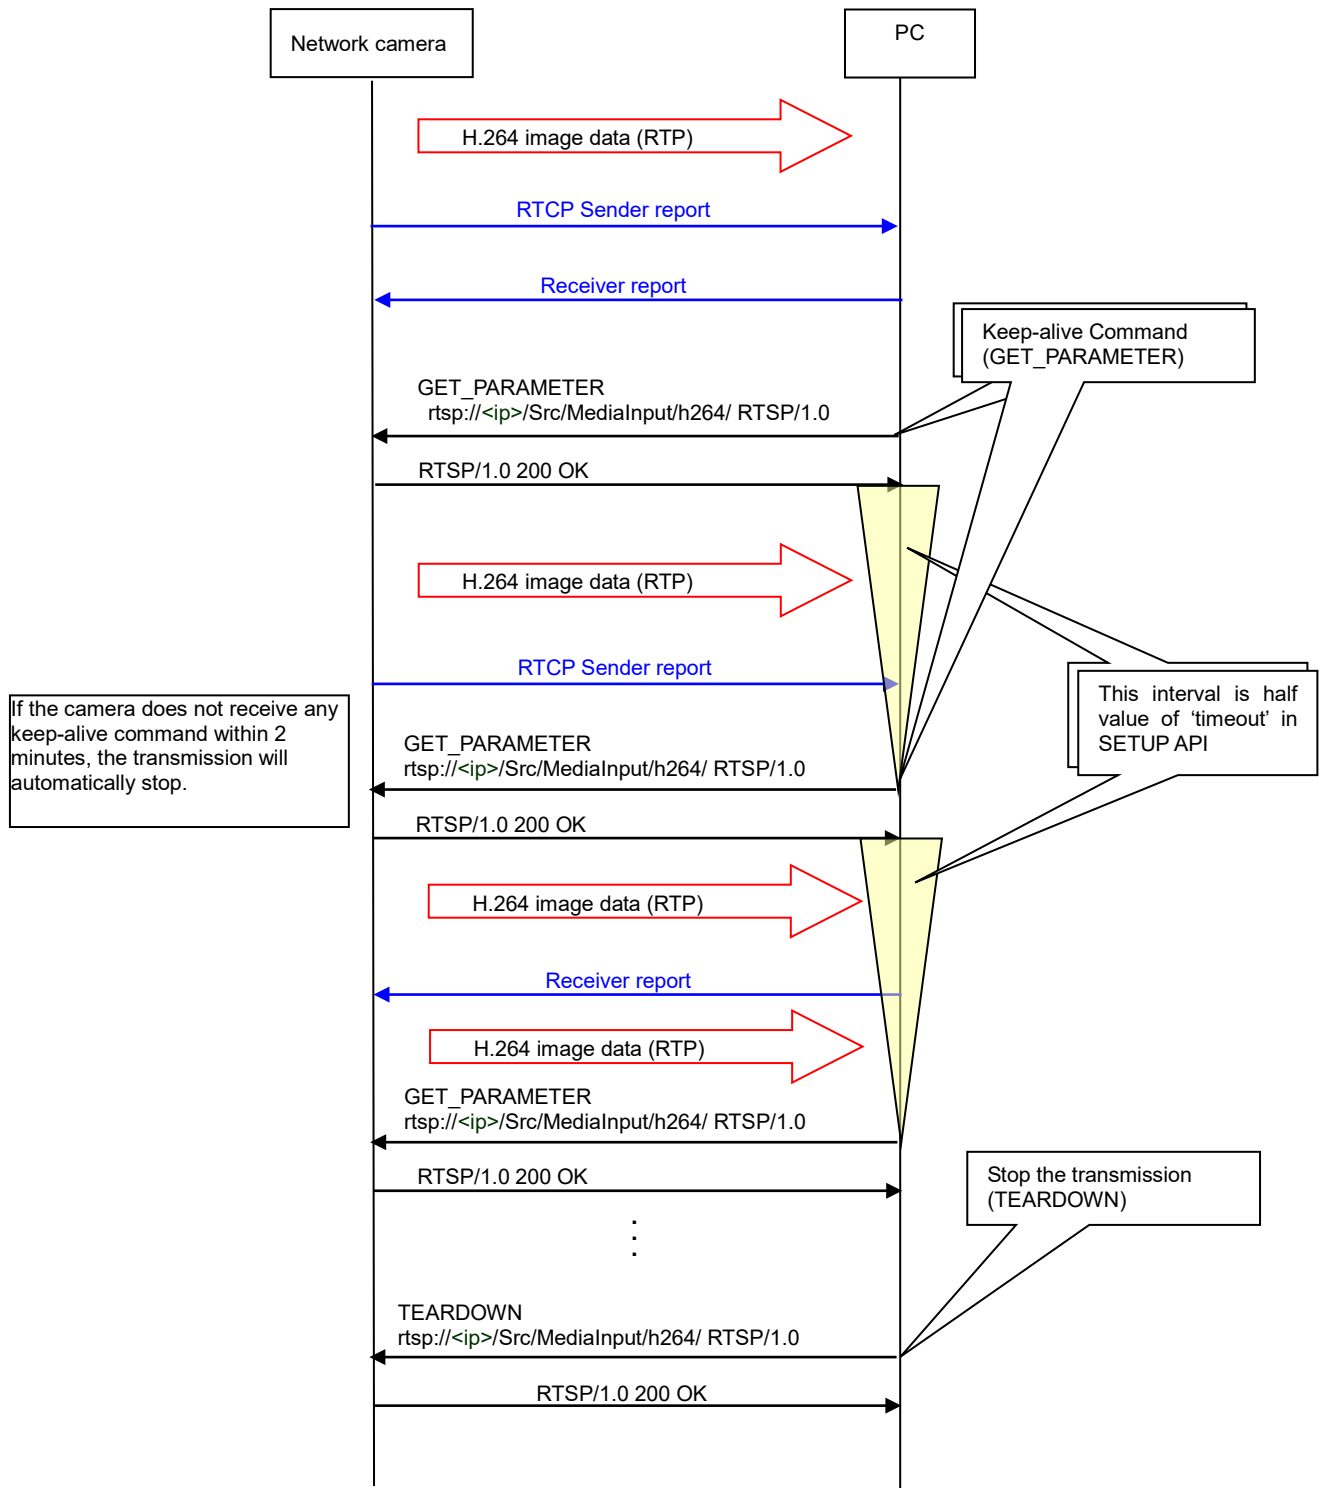 Network camera
PC
H.264 image data (RTP)
RTCP Sender report
Receiver report
Keep-alive Command
(GET_PARAMETER)
GET_PARAMETER
rtsp://<ip>/Src/MediaInput/h264/ RTSP/1.0
RTSP/1.0 200 OK
H.264 image data (RTP)
RTCP Sender report
This interval is half
value of ‘timeout’ in
SETUP API
If the camera does not receive any
keep-alive command within 2
minutes, the transmission will
automatically stop.
GET_PARAMETER
rtsp://<ip>/Src/MediaInput/h264/ RTSP/1.0
RTSP/1.0 200 OK
H.264 image data (RTP)
Receiver report
H.264 image data (RTP)
GET_PARAMETER
rtsp://<ip>/Src/MediaInput/h264/ RTSP/1.0
RTSP/1.0 200 OK
Stop the transmission
(TEARDOWN)
TEARDOWN
rtsp://<ip>/Src/MediaInput/h264/ RTSP/1.0
RTSP/1.0 200 OK